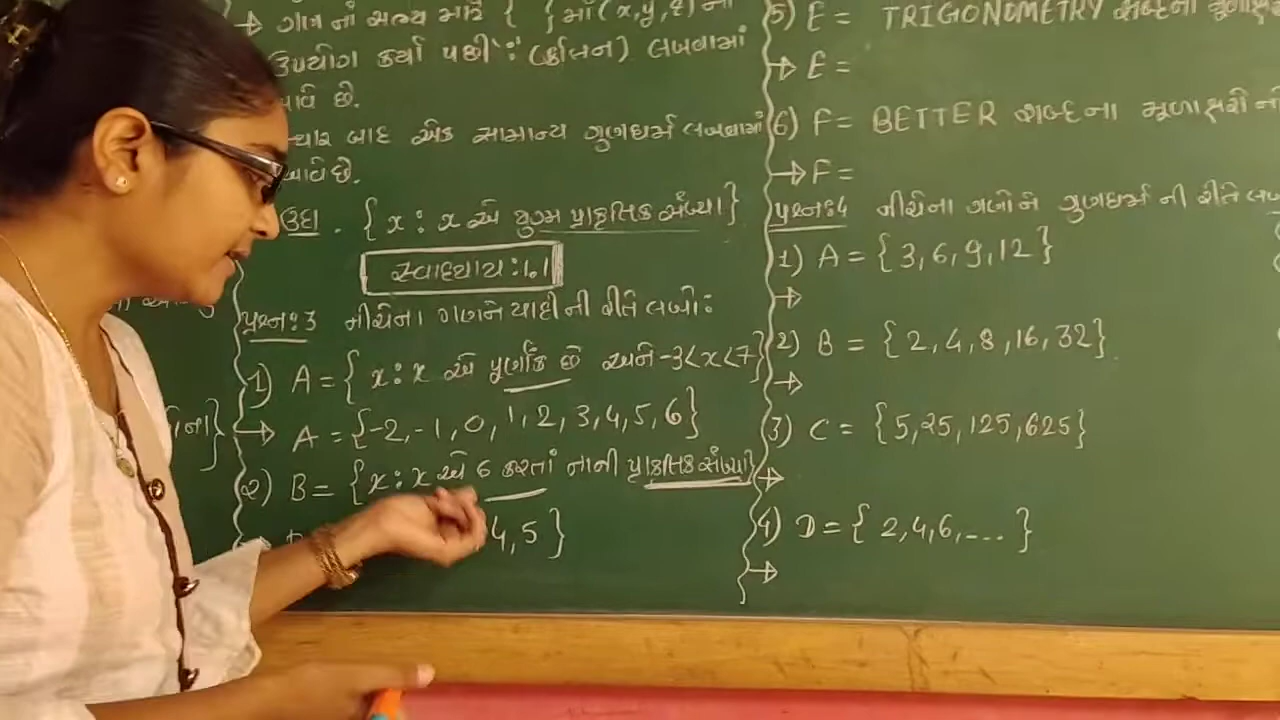 → ગણનાં સભ્ય માટે { }માં (x,y,z) નો
ઉપયોગ કર્યા પછી ':' (કોલન) લખવામાં
આવે છે.
ત્યાર બાદ એક સામાન્ય ગુણધર્મ લખવામાં
આવે છે.
ઉદા. {x : x એ યુગ્મ પ્રાકૃતિક સંખ્યા}
સ્વાધ્યાય : 1.1
પ્રશ્ન:3 નીચેના ગણને યાદીની રીતે લખો:
1) A = {x : x એ પૂર્ણાંક છે અને -3<x<7}
→ A = {-2, -1, 0, 1, 2, 3, 4, 5, 6}
2) B = {x : x એ 6 કરતાં નાની પ્રાકૃતિક સંખ્યા}
4, 5 }
5) E = TRIGONOMETRY શબ્દના
→ E =
6) F = BETTER શબ્દના મૂળાક્ષરોનો
→ F =
પ્રશ્ન:4 નીચેના ગણોને ગુણધર્મ ની રીતે
1) A = {3, 6, 9, 12}
→
2) B = {2, 4, 8, 16, 32}
→
3) C = {5, 25, 125, 625}
→
4) D = { 2, 4, 6, ... }
→